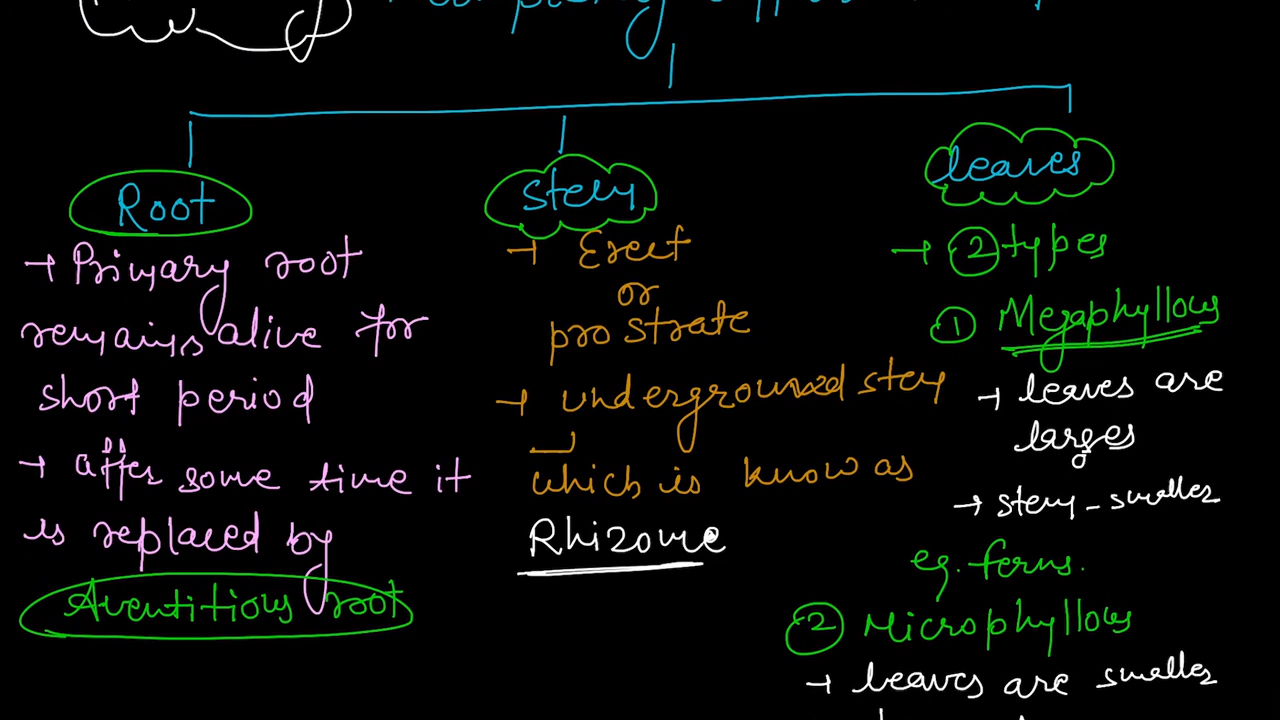 Root
→ Primary root
remains alive for
short period
→ after some time it
is replaced by
Aventitious root
Stem
→ Erect
or
prostrate
→ underground stem
which is know as
Rhizome
leaves
→ ② types
① Megaphyllous
→ leaves are
larges
→ stem - smaller
eg. ferns.
② Microphyllous
→ leaves are smaller